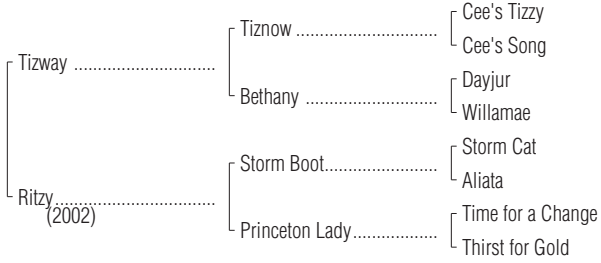 Cee's Tizzy
Tiznow ..............................
Cee's Song
Tizway ..............................
Dayjur
Bethany ............................
Willamae
Storm Cat
Storm Boot........................
Aliata
Ritzy..................................
(2002)
Time for a Change
Princeton Lady..................
Thirst for Gold